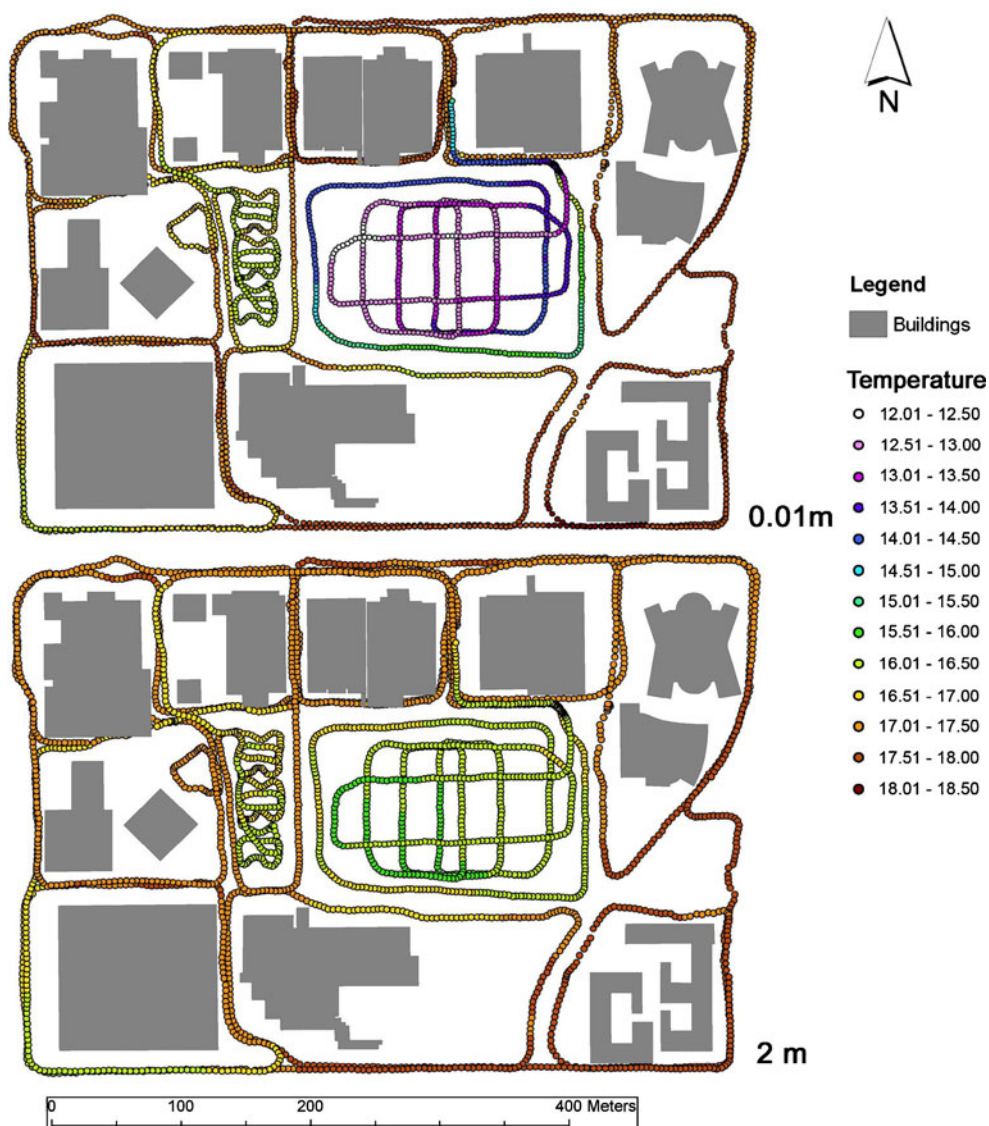 N
Legend
Buildings
Temperature
12.01 - 12.50
12.51 - 13.00
13.01 - 13.50
13.51 - 14.00
14.01 - 14.50
14.51 - 15.00
15.01 - 15.50
15.51 - 16.00
16.01 - 16.50
16.51 - 17.00
17.01 - 17.50
17.51 - 18.00
18.01 - 18.50
0.01m
2 m
0 100 200 400 Meters